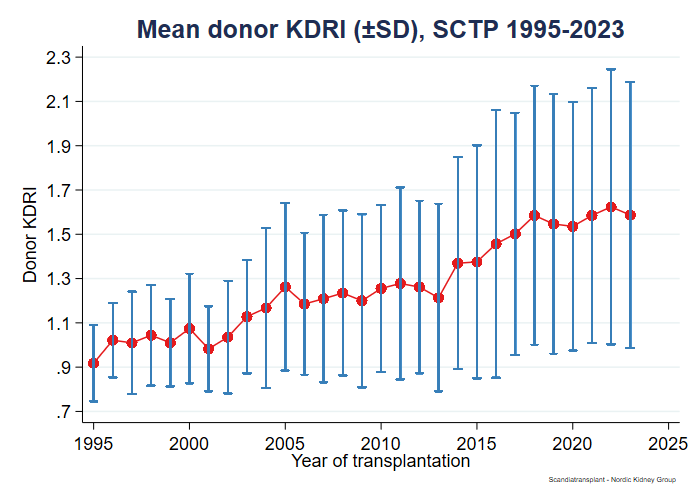 Mean donor KDRI (±SD), SCTP 1995-2023
Donor KDRI
2.3
2.1
1.9
1.7
1.5
1.3
1.1
.9
.7
1995 2000 2005 2010 2015 2020 2025
Year of transplantation
Scandiatransplant - Nordic Kidney Group